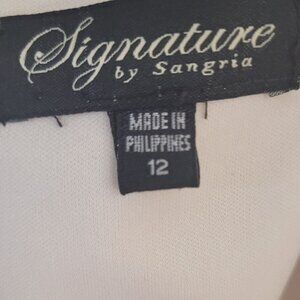 Signature
by Sangria
MADE IN
PHILIPPINES
12